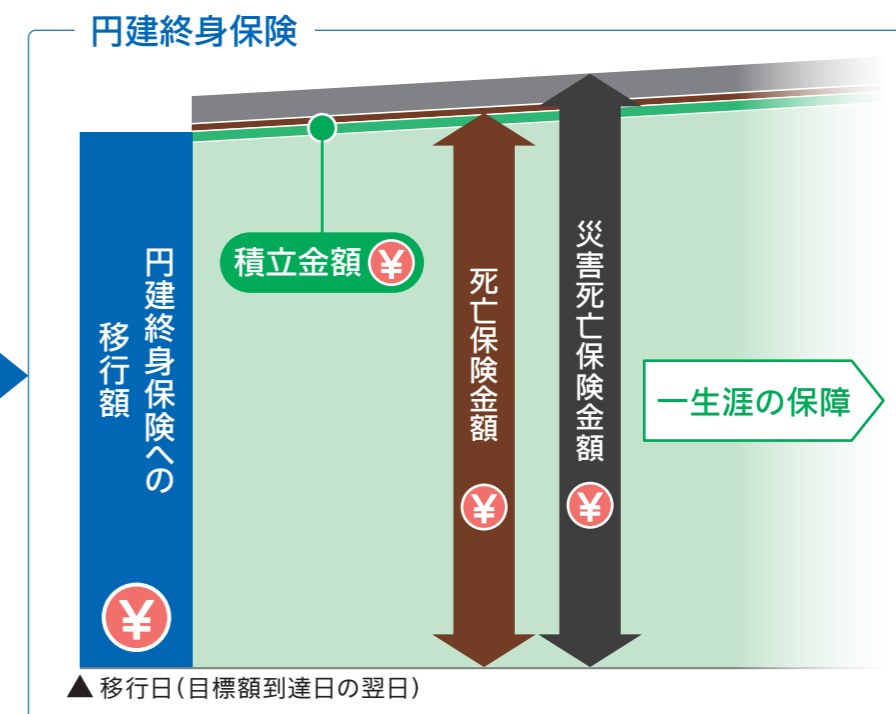 円建終身保険
円建終身保険への
移行額
¥
積立金額 ¥
死亡保険金額
¥
災害死亡保険金額
¥
一生涯の保障
▲ 移行日(目標額到達日の翌日)